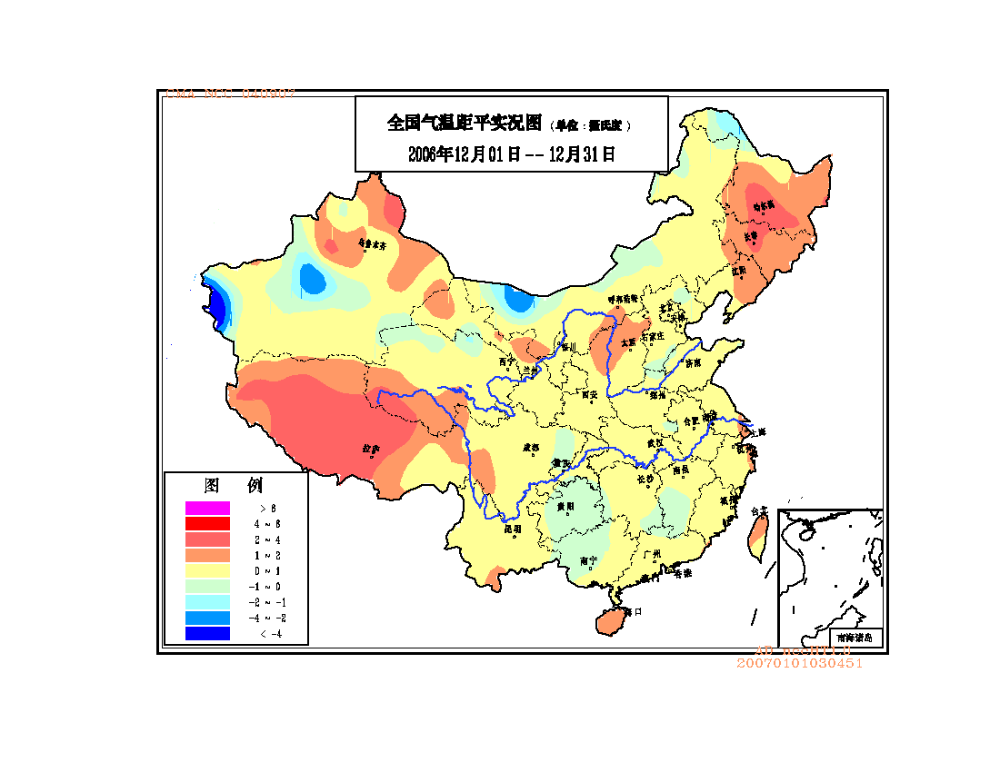 CMA NCC 040902
全国气温距平实况图 (单位:摄氏度)
2006年12月01日 -- 12月31日
哈尔滨
长春
沈阳
乌鲁木齐
呼和浩特
北京
天津
石家庄
太原
银川
济南
西宁
兰州
西安
郑州
合肥
南京
上海
杭州
成都
武汉
重庆
拉萨
南昌
长沙
贵阳
福州
昆明
台北
南宁
广州
澳门
香港
海口
图 例
> 6
4 ~ 6
2 ~ 4
1 ~ 2
0 ~ 1
-1 ~ 0
-2 ~ -1
-4 ~ -2
< -4
南海诸岛
20070101030451